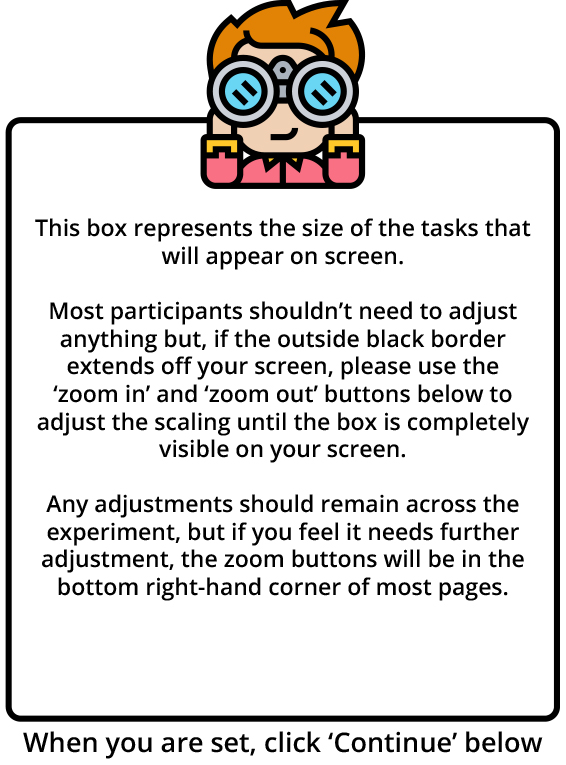 This box represents the size of the tasks that
will appear on screen.
Most participants shouldn’t need to adjust
anything but, if the outside black border
extends off your screen, please use the
‘zoom in’ and ‘zoom out’ buttons below to
adjust the scaling until the box is completely
visible on your screen.
Any adjustments should remain across the
experiment, but if you feel it needs further
adjustment, the zoom buttons will be in the
bottom right-hand corner of most pages.
When you are set, click ‘Continue’ below